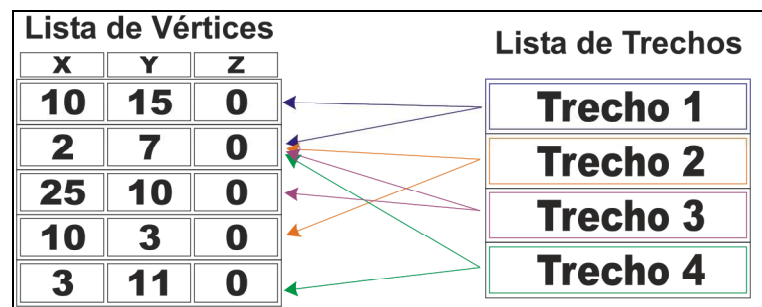 Lista de Vértices
X Y Z
10 15 0
2 7 0
25 10 0
10 3 0
3 11 0
Lista de Trechos
Trecho 1
Trecho 2
Trecho 3
Trecho 4